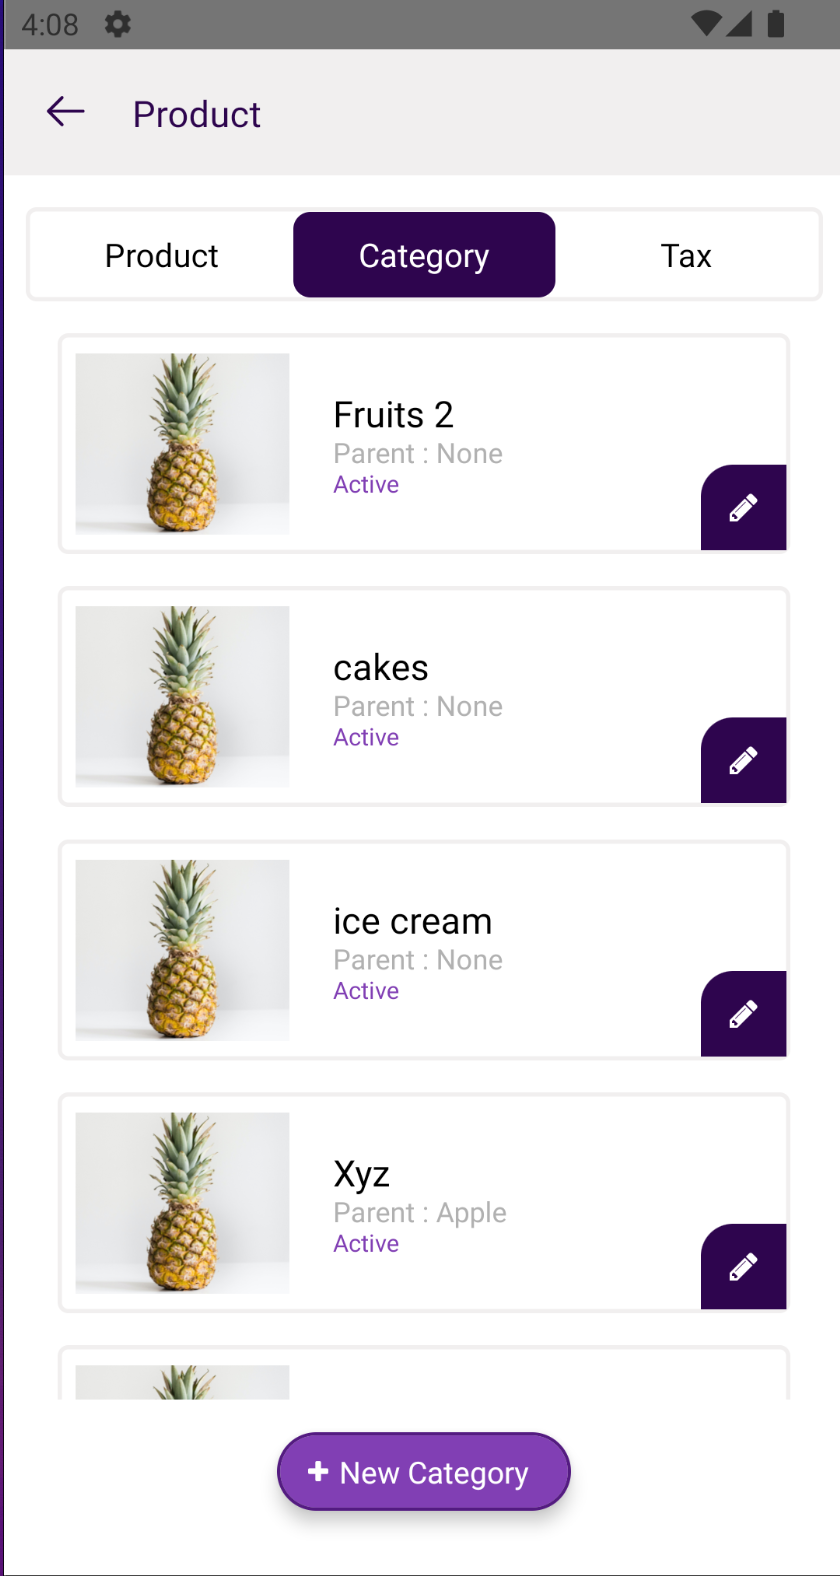 4:08
Product
Product
Category
Tax
Fruits 2
Parent : None
Active
cakes
Parent : None
Active
ice cream
Parent : None
Active
Xyz
Parent : Apple
Active
New Category